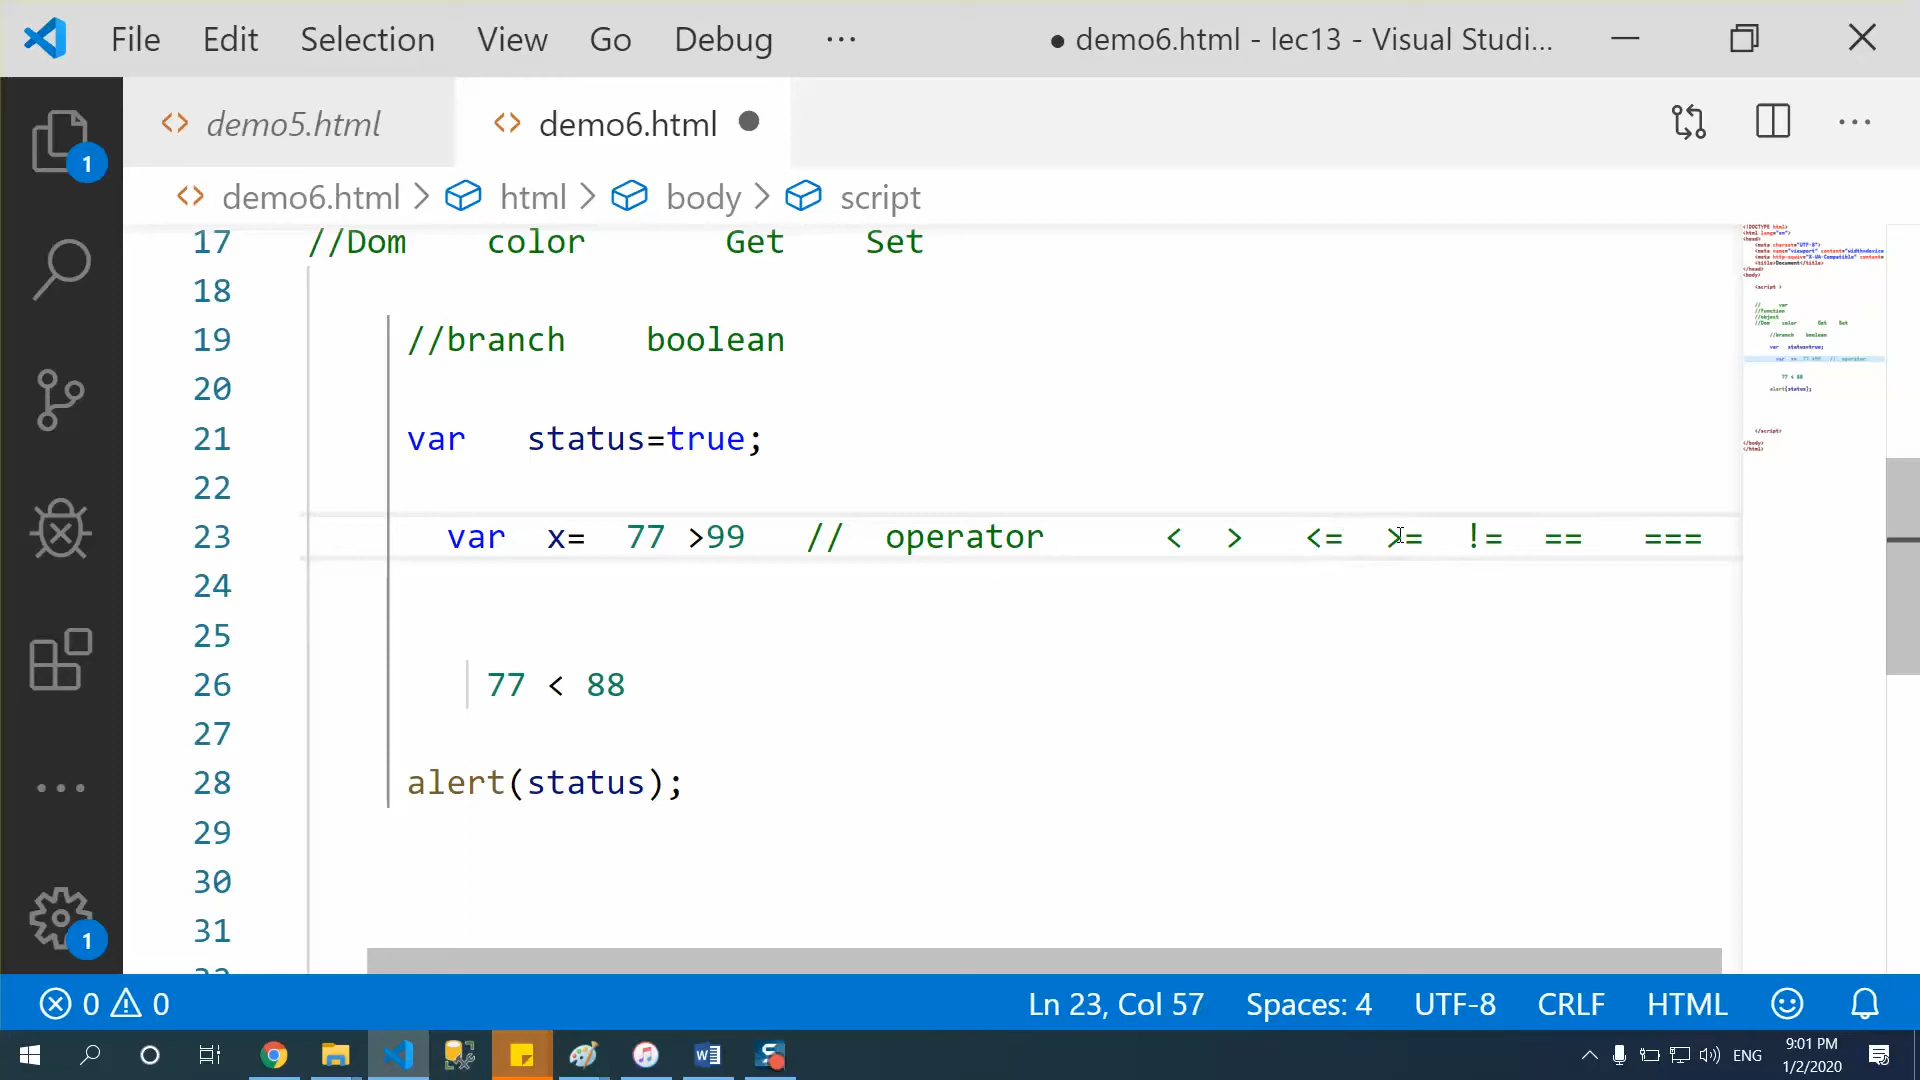 File Edit Selection View Go Debug ··· ● demo6.html - lec13 - Visual Studi...
demo5.html demo6.html
demo6.html > html > body > script
17 //Dom color Get Set
18
19 //branch boolean
20
21 var status=true;
22
23 var x= 77 >99 // operator < > <= >= != == ===
24
25
26 77 < 88
27
28 alert(status);
29
30
31
1
1
0 0 Ln 23, Col 57 Spaces: 4 UTF-8 CRLF HTML
ENG 9:01 PM
1/2/2020